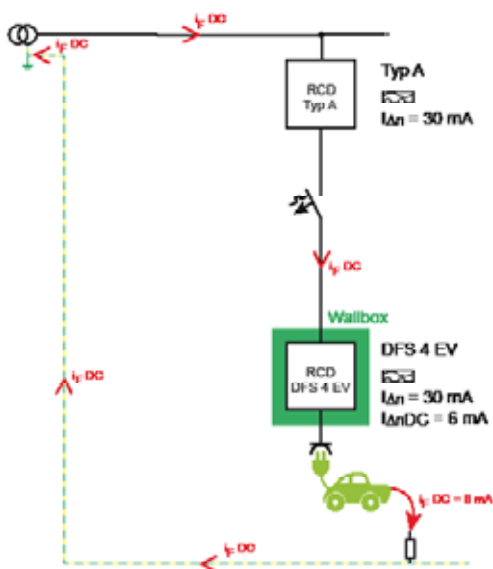 iF DC
iF DC
RCD
Typ A
Typ A
IΔn = 30 mA
iF DC
Wallbox
RCD
DFS 4 EV
DFS 4 EV
IΔn = 30 mA
IΔnDC = 6 mA
iF DC
iF DC = 8 mA
iF DC